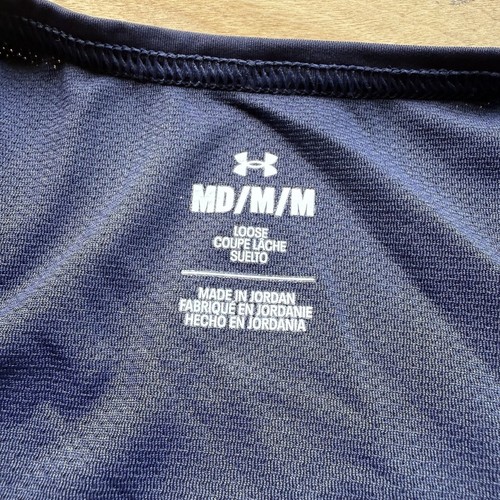 MD/M/M
LOOSE
COUPE LÂCHE
SUELTO
MADE IN JORDAN
FABRIQUÉ EN JORDANIE
HECHO EN JORDANIA